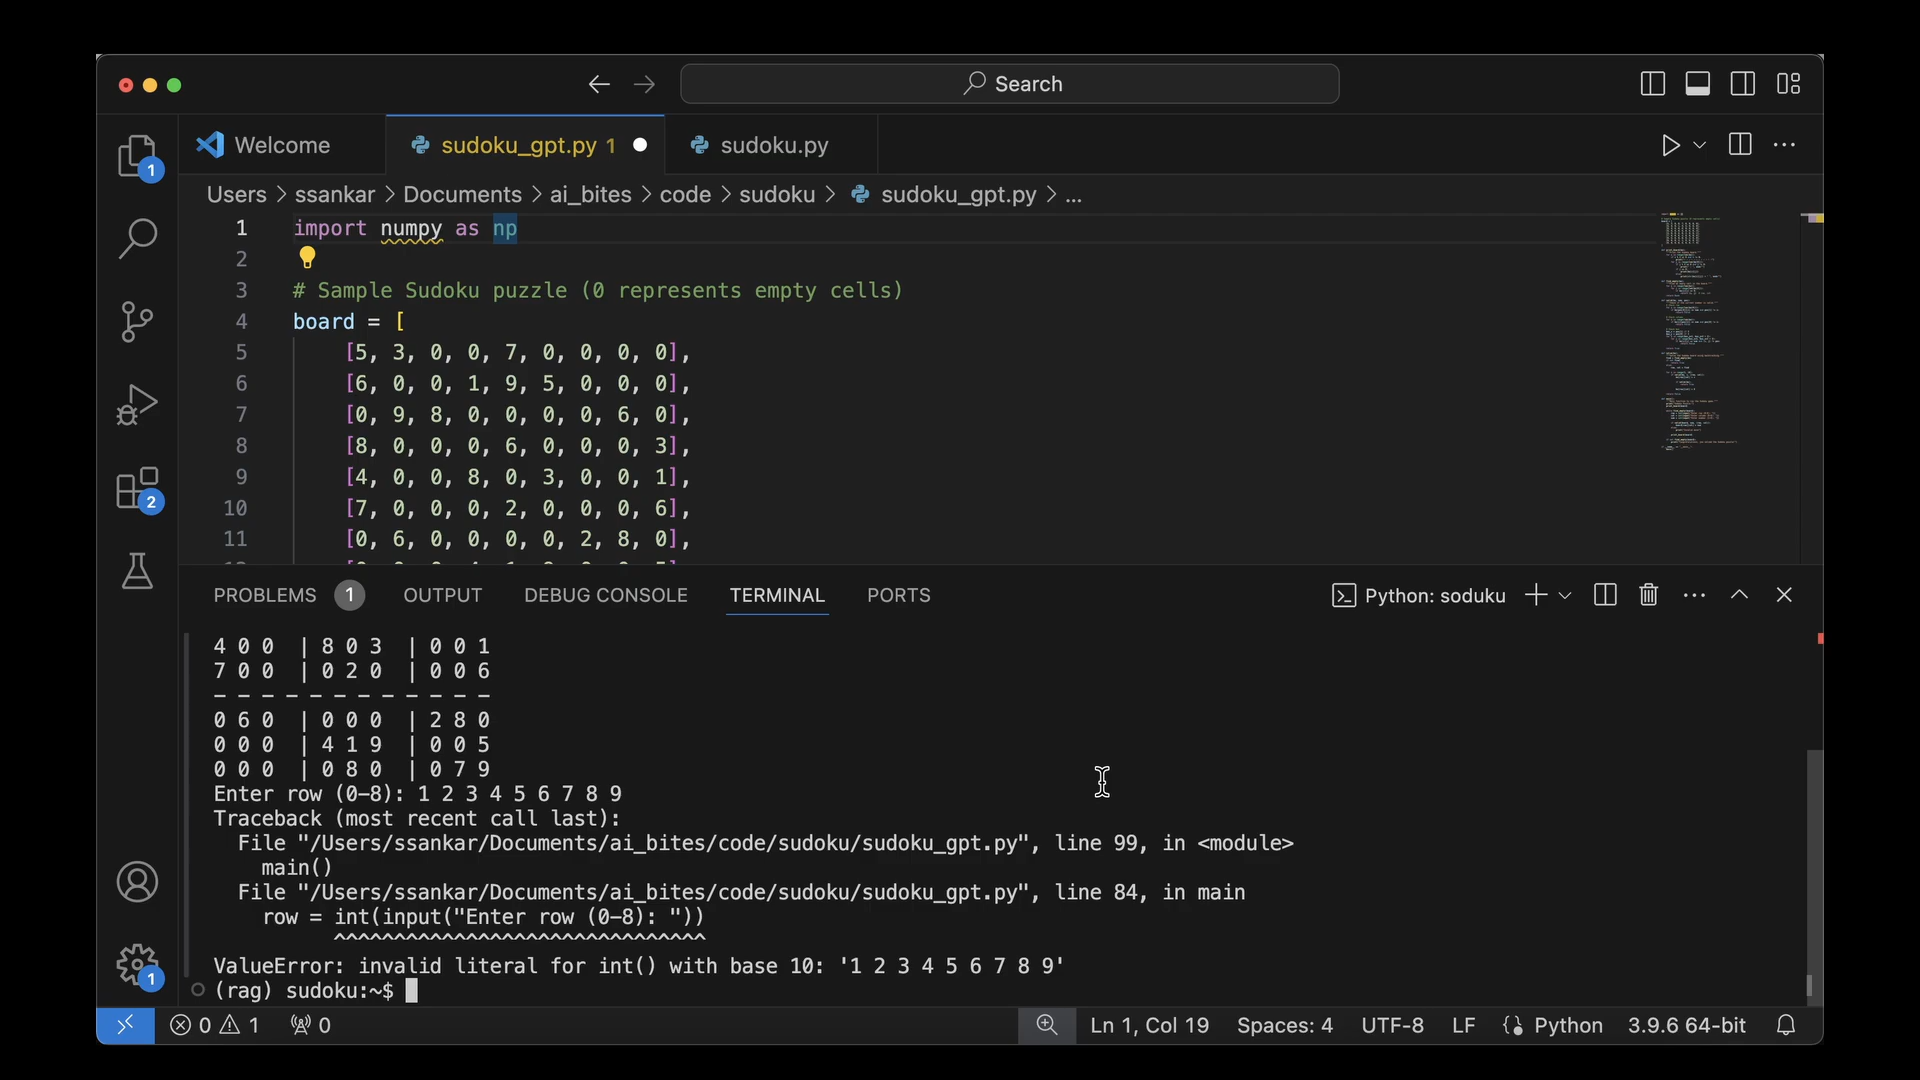 Search
Welcome
sudoku_gpt.py 1
sudoku.py
Users > ssankar > Documents > ai_bites > code > sudoku > sudoku_gpt.py > ...
1 import numpy as np
2
3 # Sample Sudoku puzzle (0 represents empty cells)
4 board = [
5 [5, 3, 0, 0, 7, 0, 0, 0, 0],
6 [6, 0, 0, 1, 9, 5, 0, 0, 0],
7 [0, 9, 8, 0, 0, 0, 0, 6, 0],
8 [8, 0, 0, 0, 6, 0, 0, 0, 3],
9 [4, 0, 0, 8, 0, 3, 0, 0, 1],
10 [7, 0, 0, 0, 2, 0, 0, 0, 6],
11 [0, 6, 0, 0, 0, 0, 2, 8, 0],
PROBLEMS 1 OUTPUT DEBUG CONSOLE TERMINAL PORTS
Python: soduku
4 0 0 | 8 0 3 | 0 0 1
7 0 0 | 0 2 0 | 0 0 6
- - - - - - - - - - - -
0 6 0 | 0 0 0 | 2 8 0
0 0 0 | 4 1 9 | 0 0 5
0 0 0 | 0 8 0 | 0 7 9
Enter row (0-8): 1 2 3 4 5 6 7 8 9
Traceback (most recent call last):
File "/Users/ssankar/Documents/ai_bites/code/sudoku/sudoku_gpt.py", line 99, in <module>
main()
File "/Users/ssankar/Documents/ai_bites/code/sudoku/sudoku_gpt.py", line 84, in main
row = int(input("Enter row (0-8): "))
^^^^^^^^^^^^^^^^^^^^^^^^^^^^^^^
ValueError: invalid literal for int() with base 10: '1 2 3 4 5 6 7 8 9'
(rag) sudoku:~$
1
2
1
0 1 0
Ln 1, Col 19 Spaces: 4 UTF-8 LF Python 3.9.6 64-bit